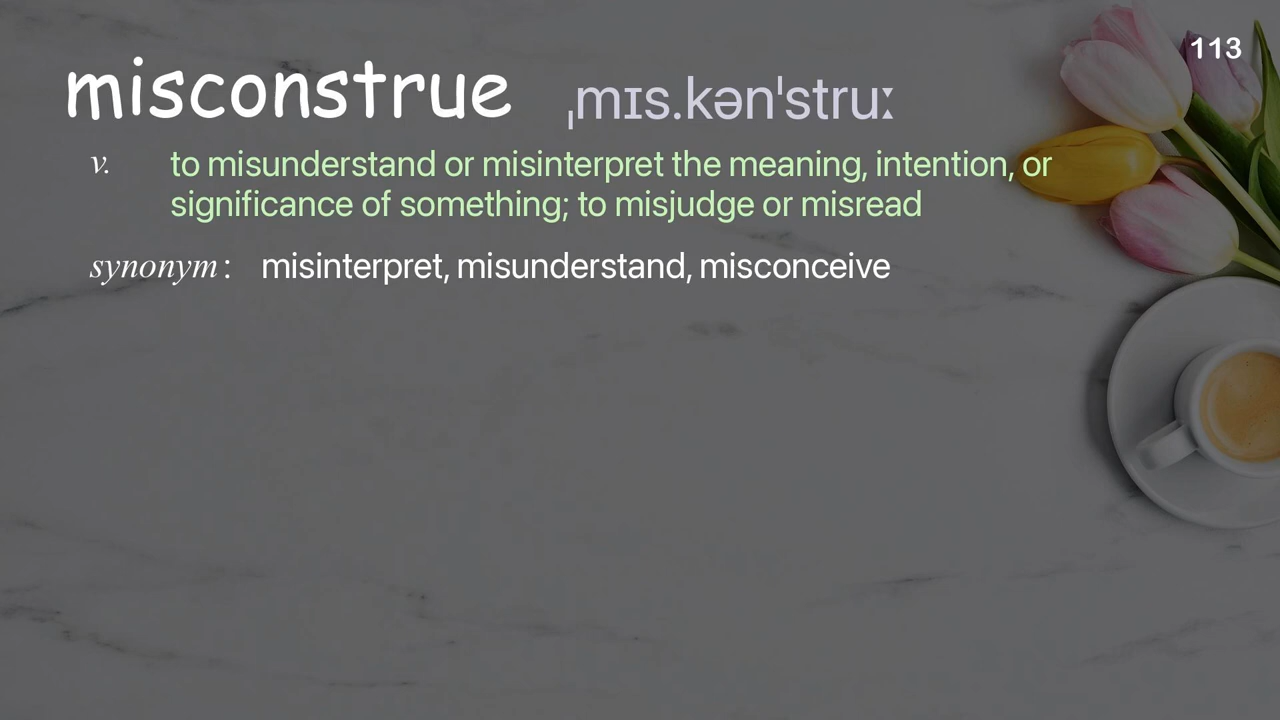 113
misconstrue ˌmɪs.kənˈstruː
v. to misunderstand or misinterpret the meaning, intention, or
significance of something; to misjudge or misread
synonym : misinterpret, misunderstand, misconceive